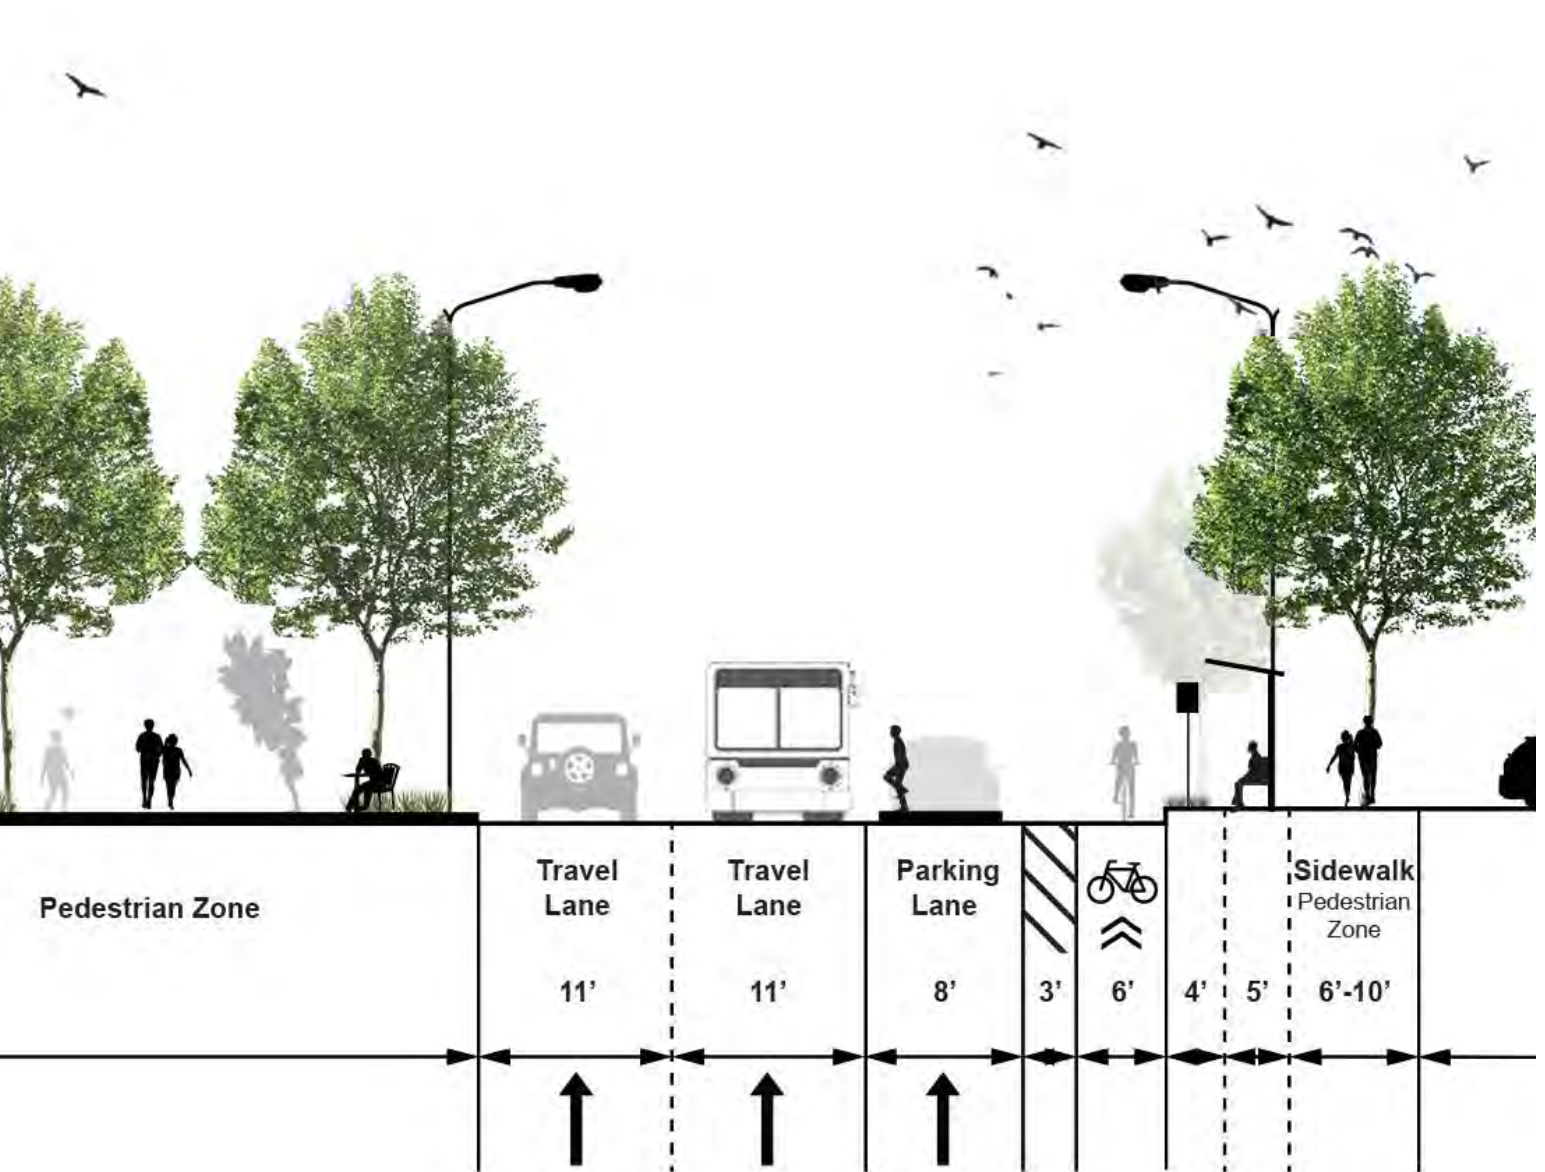 Pedestrian Zone
Travel
Lane
11’
Travel
Lane
11’
Parking
Lane
8’
3’
6’
4’
5’
Sidewalk
Pedestrian
Zone
6’-10’